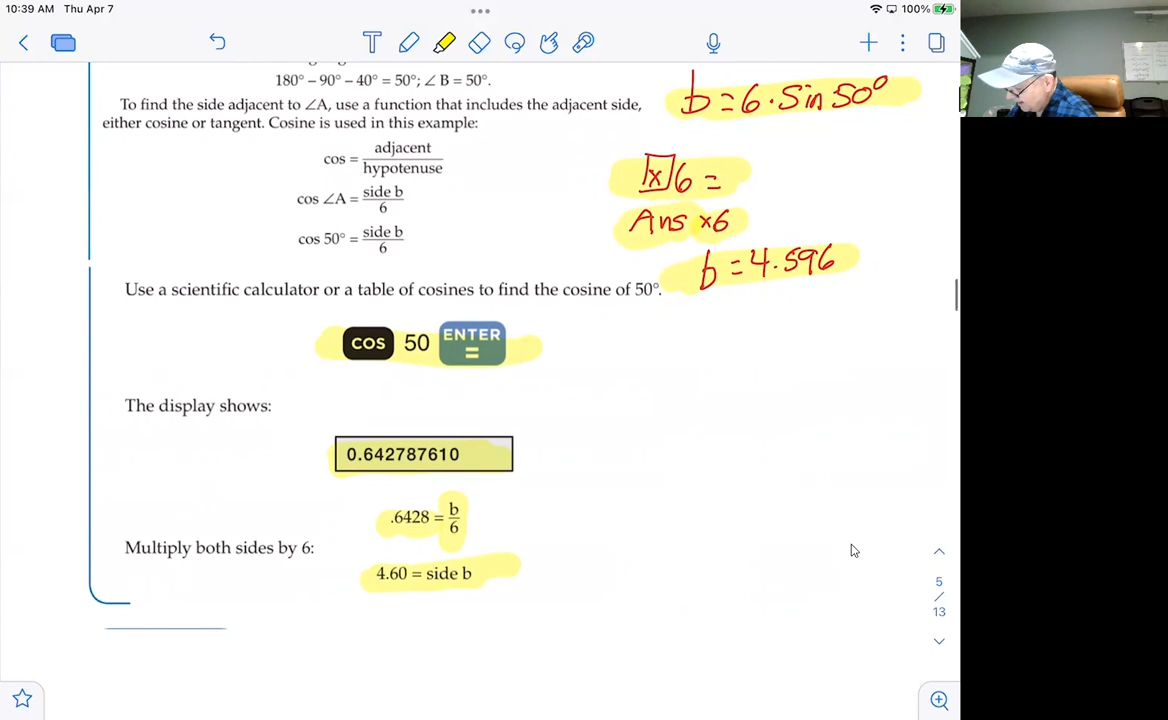 10:39 AM Thu Apr 7
100%
180° – 90° – 40° = 50°; ∠ B = 50°.
To find the side adjacent to ∠A, use a function that includes the adjacent side,
either cosine or tangent. Cosine is used in this example:
cos = adjacent / hypotenuse
cos ∠A = side b / 6
cos 50° = side b / 6
b = 6 · Sin 50°
x 6 =
Ans ×6
b = 4.596
Use a scientific calculator or a table of cosines to find the cosine of 50°.
COS 50 ENTER =
The display shows:
0.642787610
.6428 = b / 6
Multiply both sides by 6:
4.60 = side b
5
/
13